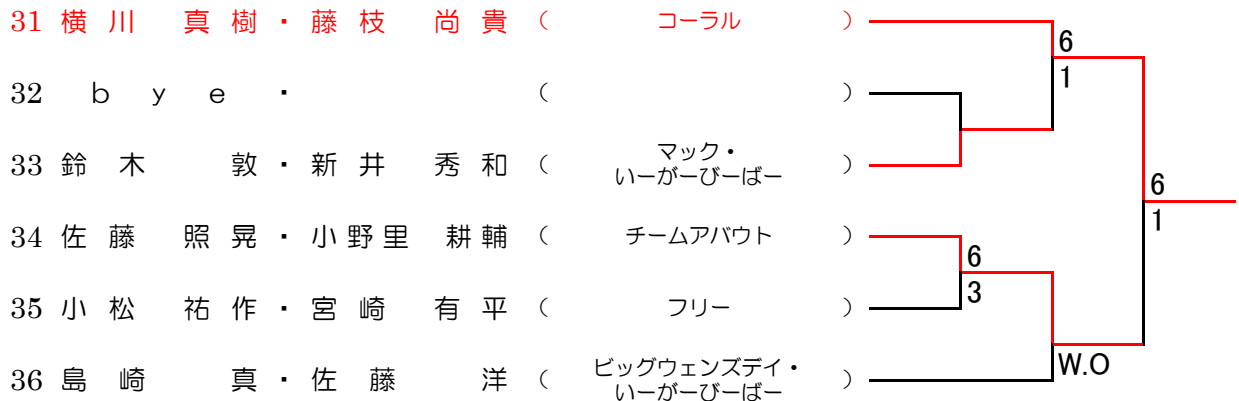 31 横川 真樹・藤枝 尚貴 ( コーラル )
6
1
32 bye・ ( )
33 鈴木 敦・新井 秀和 ( マック・
いーがーびーばー )
6
1
34 佐藤 照晃・小野里 耕輔 ( チームアバウト )
6
3
35 小松 祐作・宮崎 有平 ( フリー )
W.O
36 島崎 真・佐藤 洋 ( ビッグウェンズデイ・
いーがーびーばー )